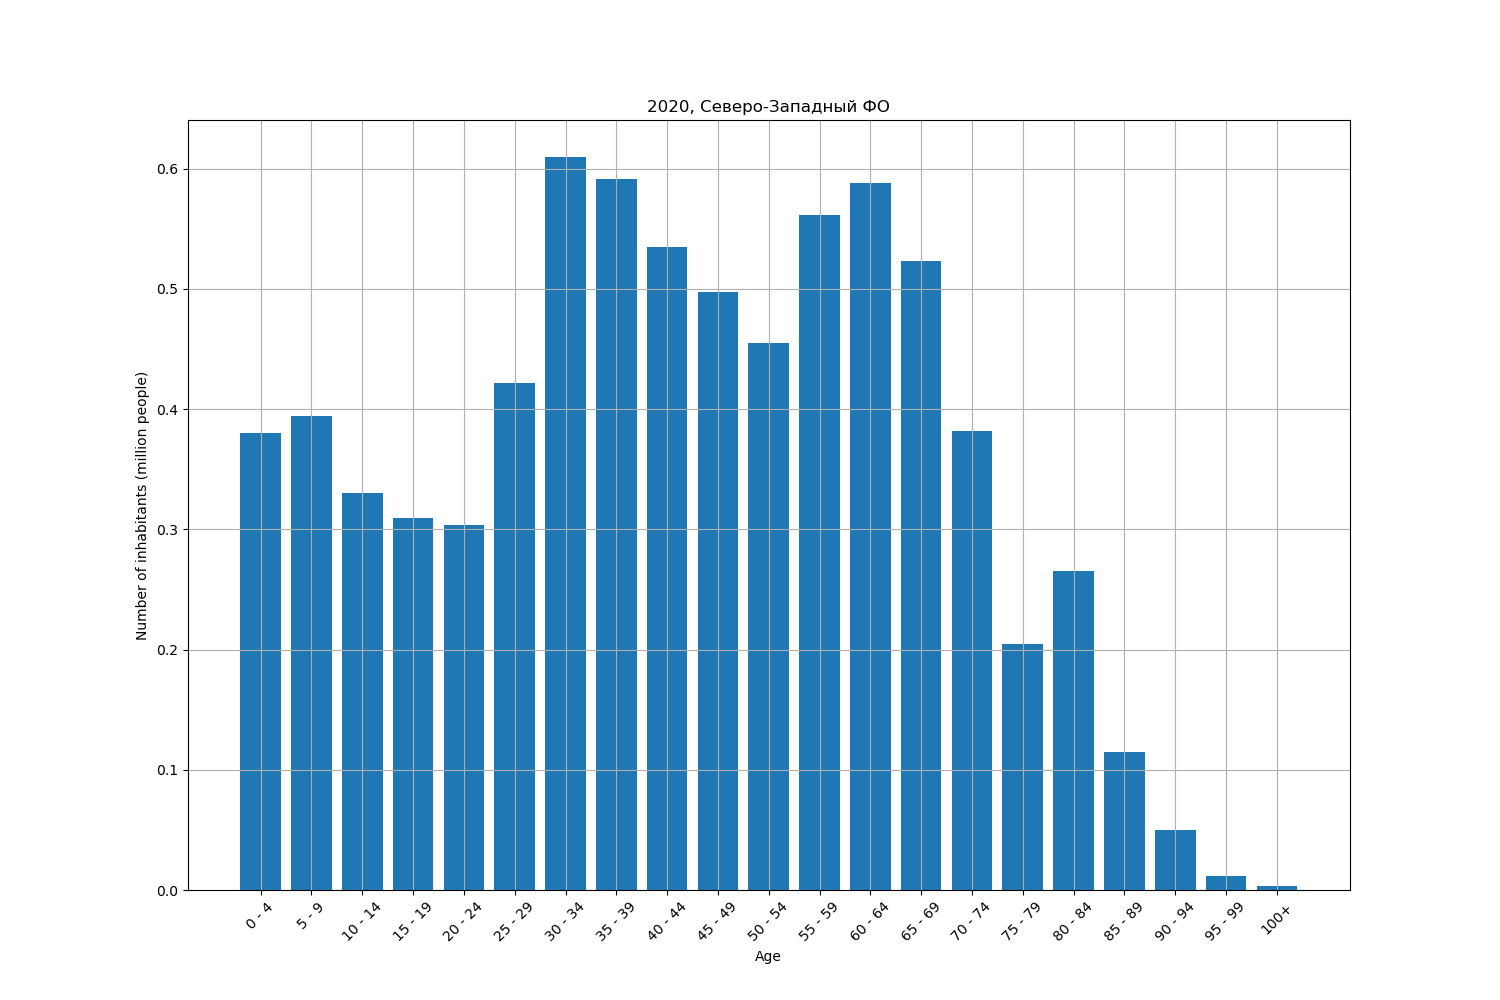 2020, Северо-Западный ФО
Number of inhabitants (million people)
0.6
0.5
0.4
0.3
0.2
0.1
0.0
0 - 4
5 - 9
10 - 14
15 - 19
20 - 24
25 - 29
30 - 34
35 - 39
40 - 44
45 - 49
50 - 54
55 - 59
60 - 64
65 - 69
70 - 74
75 - 79
80 - 84
85 - 89
90 - 94
95 - 99
100+
Age